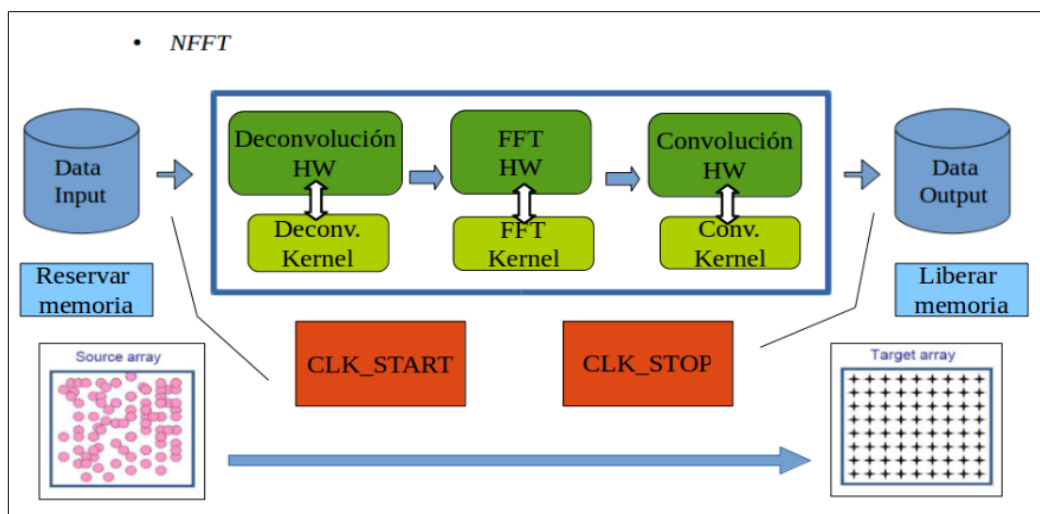 • NFFT
Data
Input
Deconvolución
HW
FFT
HW
Convolución
HW
Data
Output
Deconv.
Kernel
FFT
Kernel
Conv.
Kernel
Reservar
memoria
Liberar
memoria
CLK_START
CLK_STOP
Source array
Target array